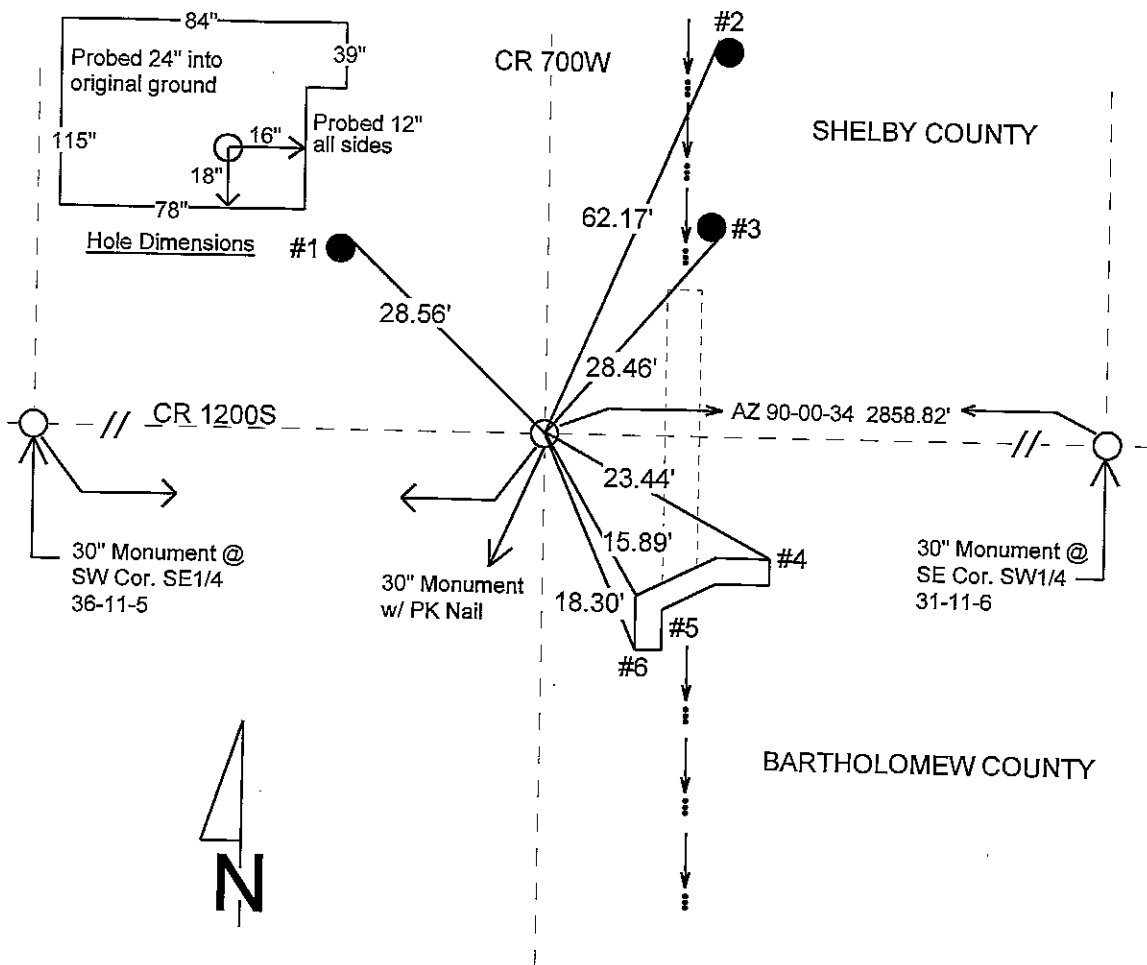 84"
#2
Probed 24" into
original ground
39"
CR 700W
115"
16"
Probed 12"
all sides
SHELBY COUNTY
18"
78"
62.17'
Hole Dimensions
#1
#3
28.56'
28.46'
CR 1200S
AZ 90-00-34 2858.82'
23.44'
30" Monument @
SW Cor. SE1/4
36-11-5
30" Monument
w/ PK Nail
15.89'
#4
30" Monument @
SE Cor. SW1/4
31-11-6
18.30'
#5
#6
BARTHOLOMEW COUNTY
N